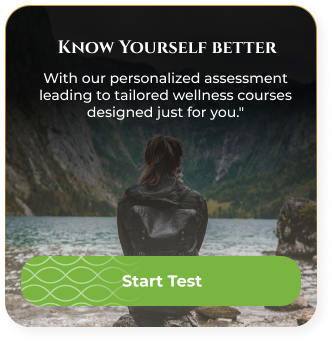 Know Yourself better
With our personalized assessment
leading to tailored wellness courses
designed just for you."
Start Test